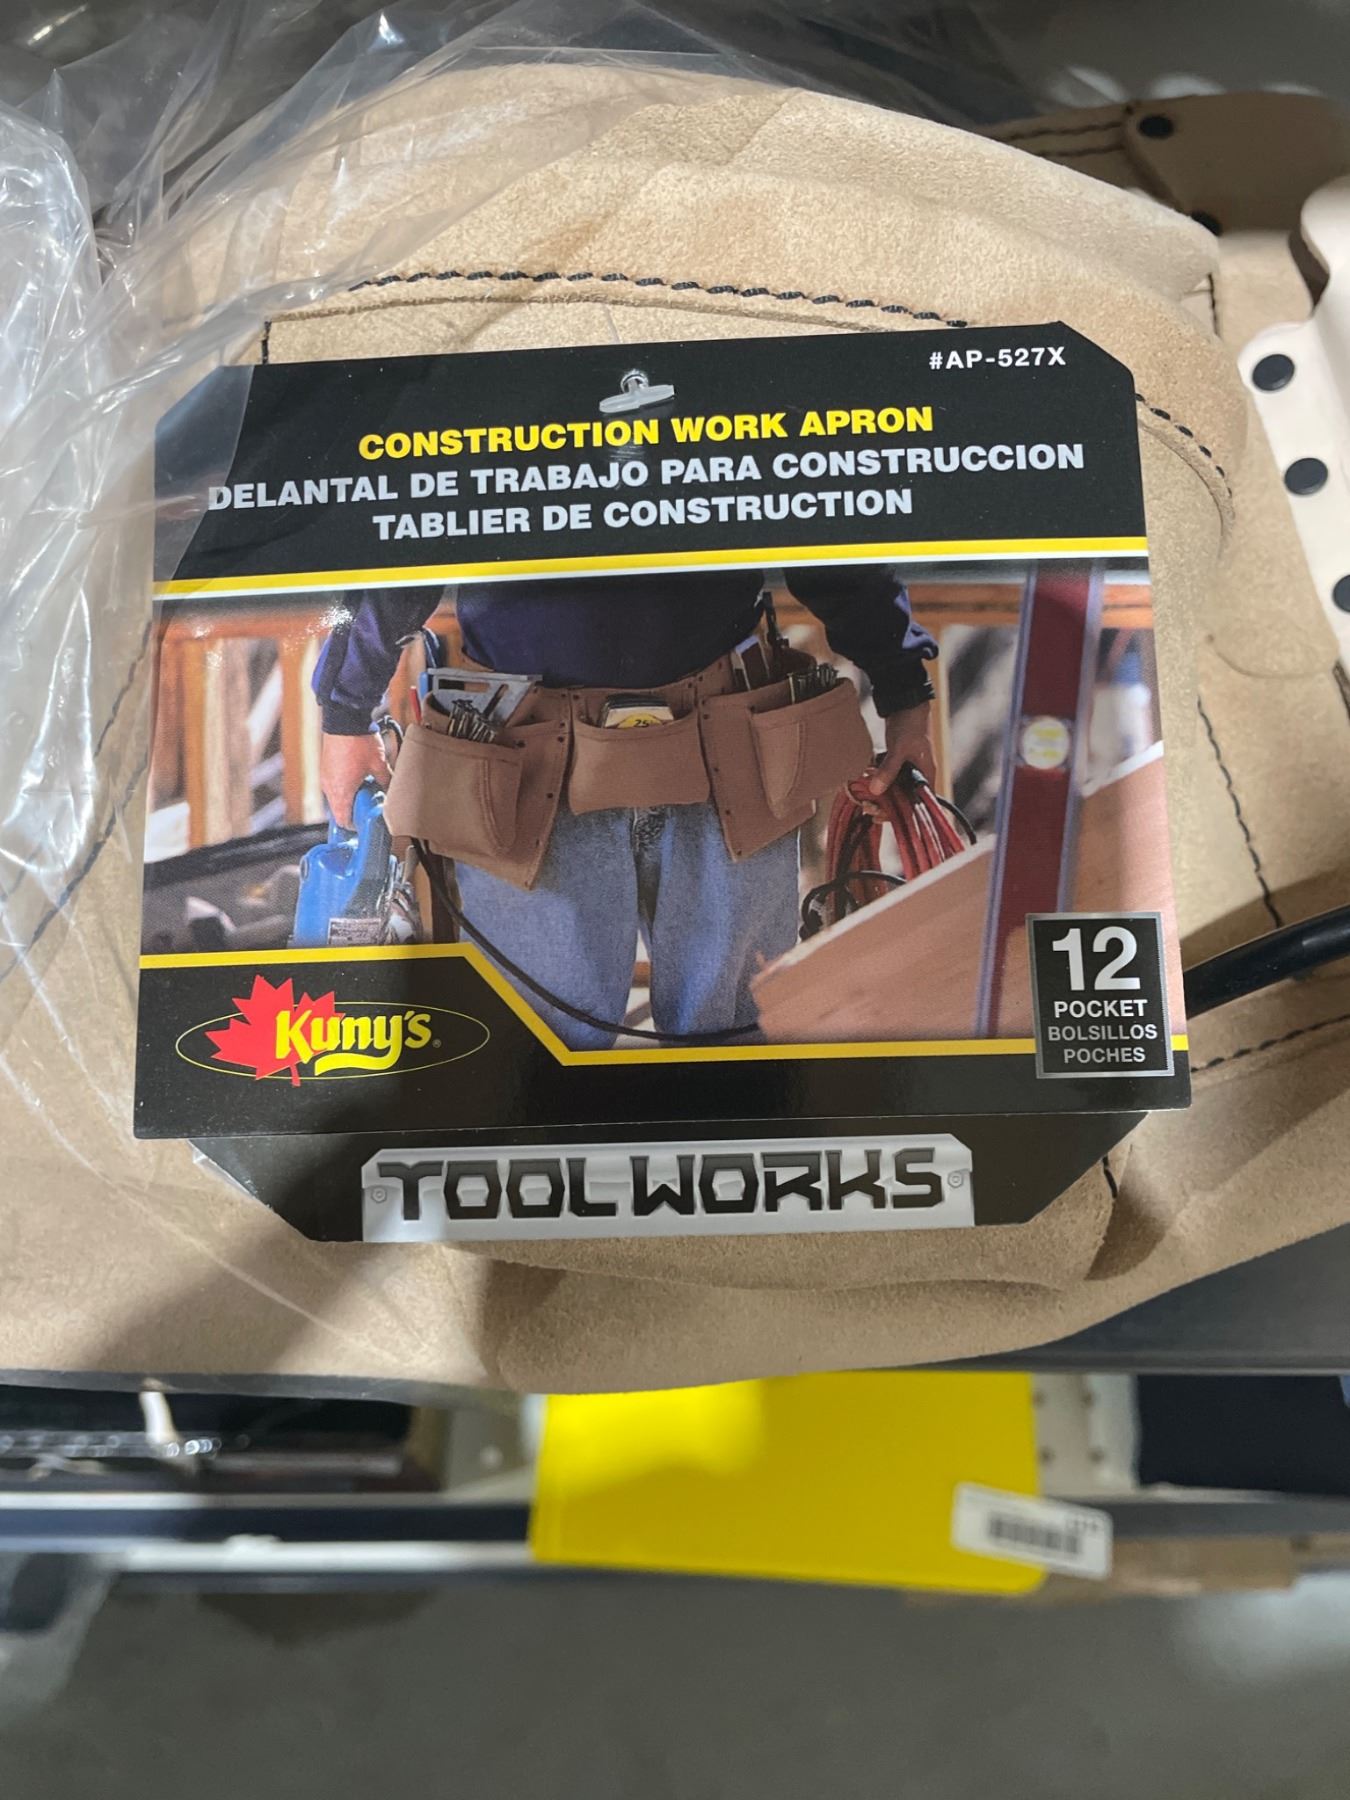 #AP-527X
CONSTRUCTION WORK APRON
DELANTAL DE TRABAJO PARA CONSTRUCCION
TABLIER DE CONSTRUCTION
25
12
POCKET
BOLSILLOS
POCHES
Kuny's®
TOOLWORKS